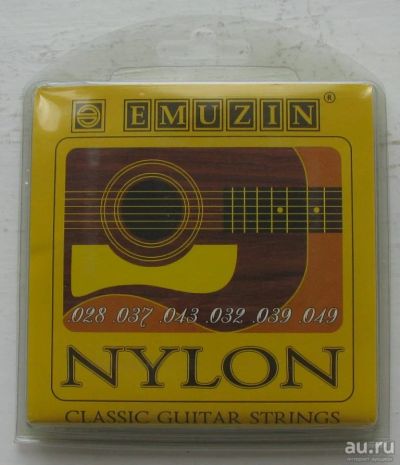 EMUZIN®
.028 .037 .043 .032 .039 .049
NYLON
CLASSIC GUITAR STRINGS
au.ru